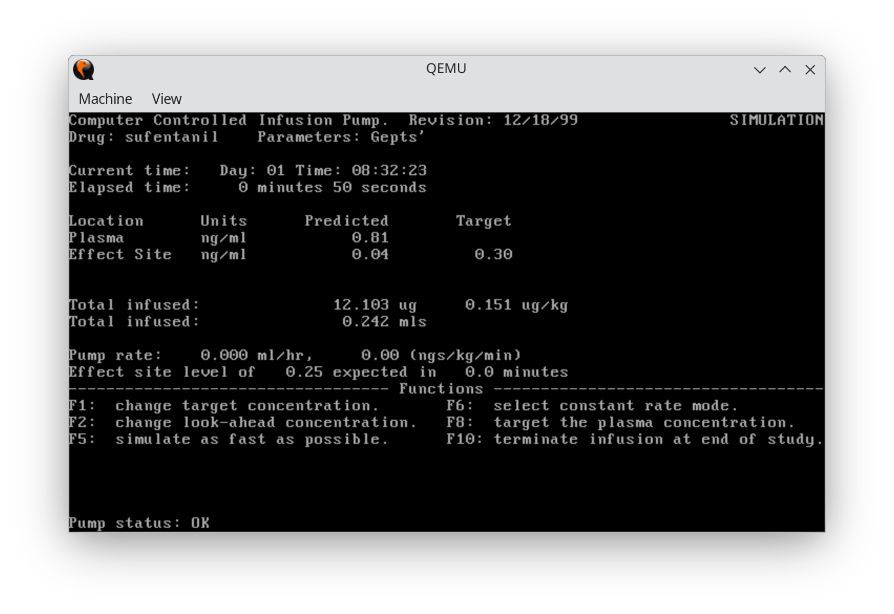 QEMU
Machine View
Computer Controlled Infusion Pump. Revision: 12/18/99 SIMULATION
Drug: sufentanil Parameters: Gepts'
Current time: Day: 01 Time: 08:32:23
Elapsed time: 0 minutes 50 seconds
Location Units Predicted Target
Plasma ng/ml 0.81
Effect Site ng/ml 0.04 0.30
Total infused: 12.103 ug 0.151 ug/kg
Total infused: 0.242 mls
Pump rate: 0.000 ml/hr, 0.00 (ngs/kg/min)
Effect site level of 0.25 expected in 0.0 minutes
---------------------------------- Functions -----------------------------------
F1: change target concentration. F6: select constant rate mode.
F2: change look-ahead concentration. F8: target the plasma concentration.
F5: simulate as fast as possible. F10: terminate infusion at end of study.
Pump status: OK